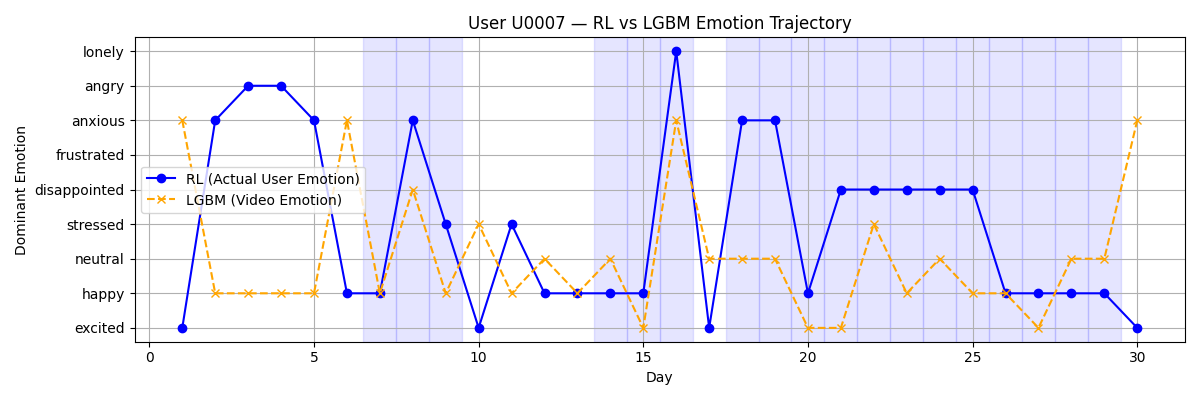 User U0007 — RL vs LGBM Emotion Trajectory
Dominant Emotion
lonely
angry
anxious
frustrated
disappointed
stressed
neutral
happy
excited
RL (Actual User Emotion)
LGBM (Video Emotion)
0 5 10 15 20 25 30
Day